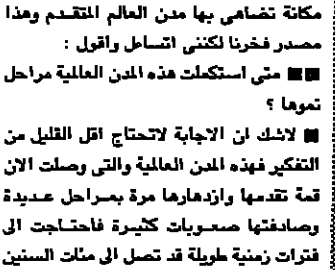 مكانة تضاهى بها مدن العالم المتقدم وهذا
مصدر فخرنا لكننى اتساءل واقول :
■■ متى استكملت هذه المدن العالمية مراحل
نموها ؟
■ لاشك ان الاجابة لاتحتاج اقل القليل من
التفكير فهذه المدن العالمية والتى وصلت الان
قمة تقدمها وازدهارها مرة بمراحل عديدة
وصادفتها صعوبات كثيرة فاحتاجت الى
فترات زمنية طويلة قد تصل الى مئات السنين